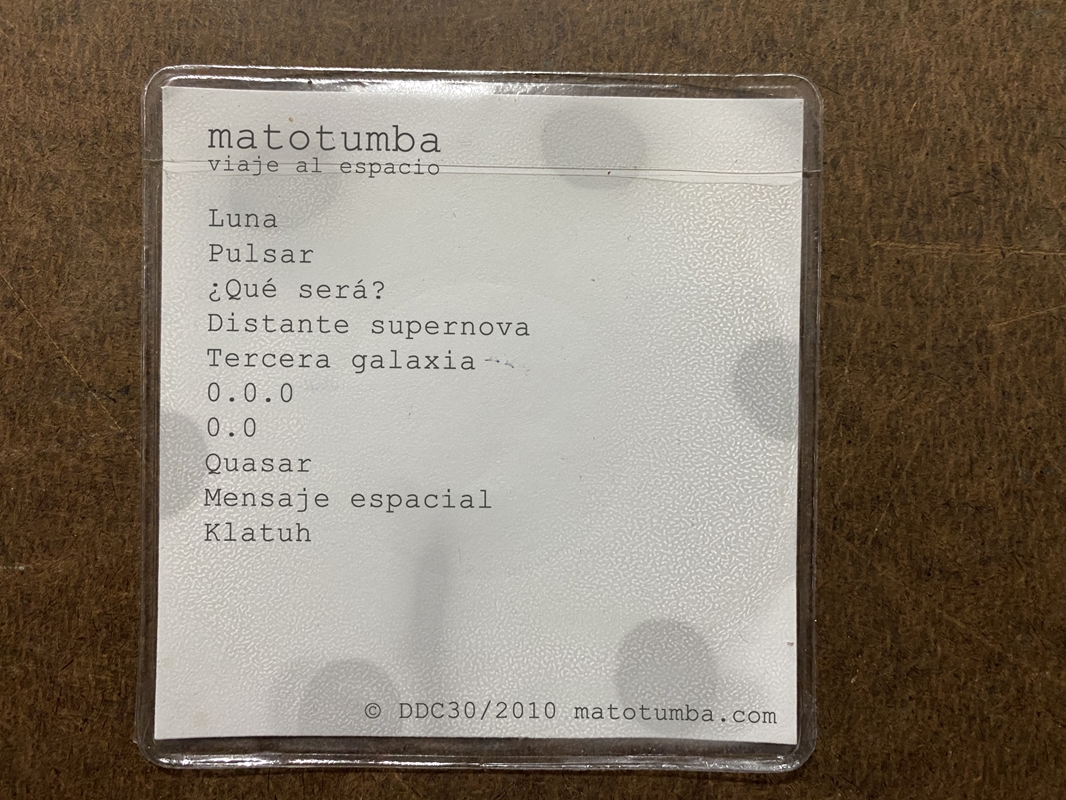 matotumba
viaje al espacio
Luna
Pulsar
¿Qué será?
Distante supernova
Tercera galaxia
0.0.0
0.0
Quasar
Mensaje espacial
Klatuh
© DDC30/2010 matotumba.com